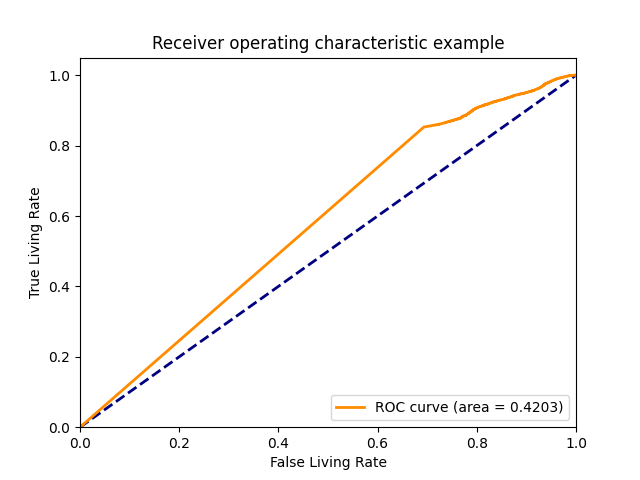 Receiver operating characteristic example
1.0
0.8
0.6
0.4
0.2
0.0
True Living Rate
ROC curve (area = 0.4203)
0.0 0.2 0.4 0.6 0.8 1.0
False Living Rate